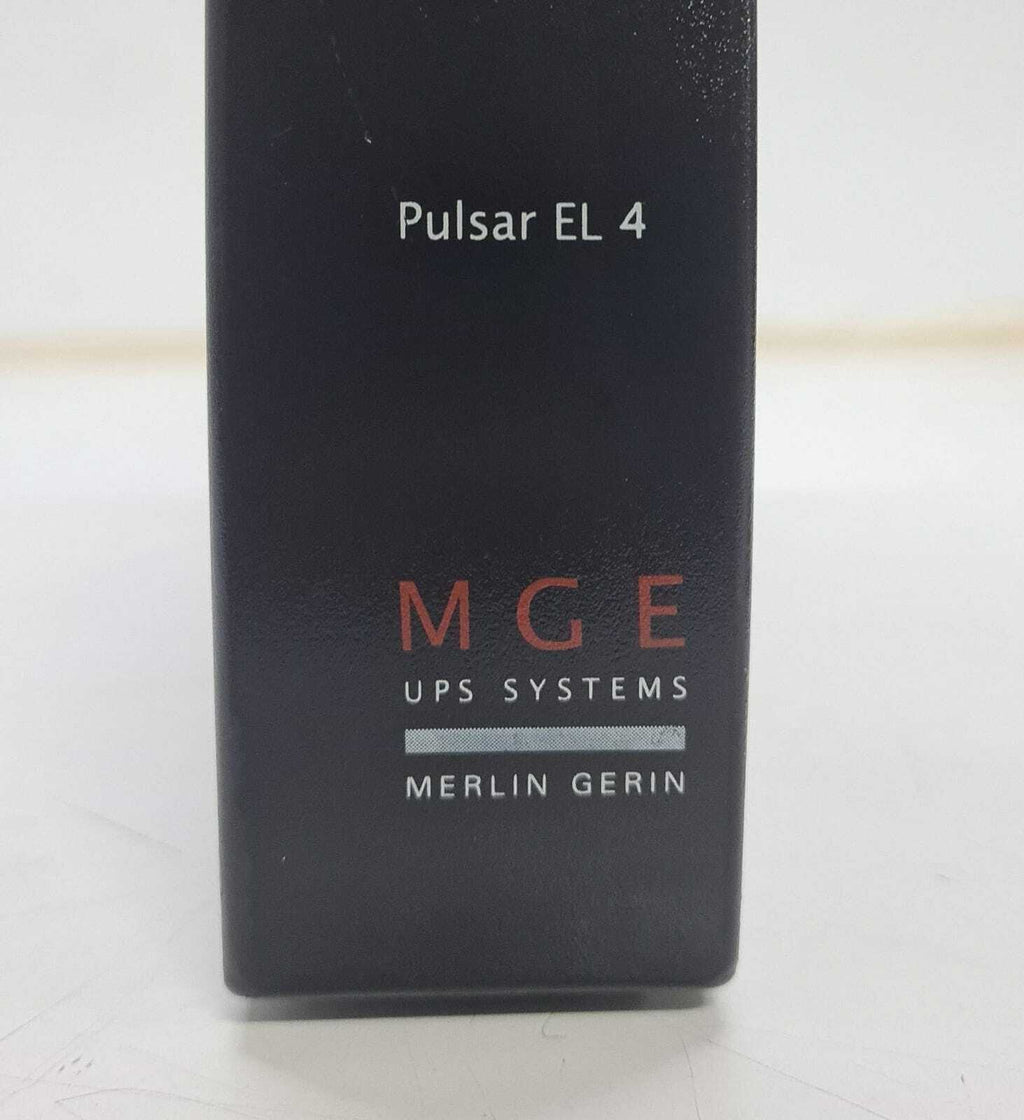 Pulsar EL 4
MGE
UPS SYSTEMS
MERLIN GERIN